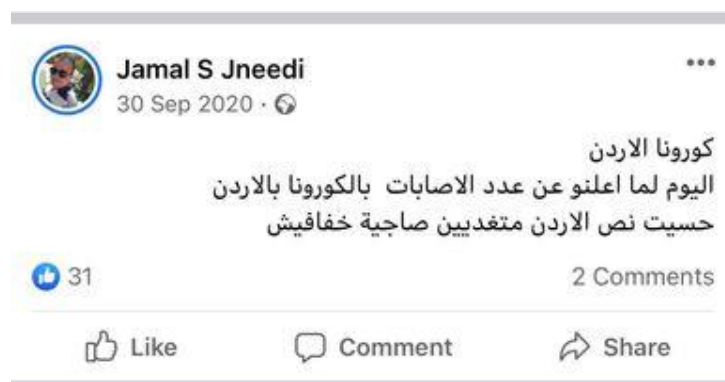 Jamal S Jneedi
30 Sep 2020 ·
كورونا الاردن
اليوم لما اعلنو عن عدد الاصابات بالكورونا بالاردن
حسيت نص الاردن متغديين صاجية خفافيش
31
2 Comments
Like
Comment
Share